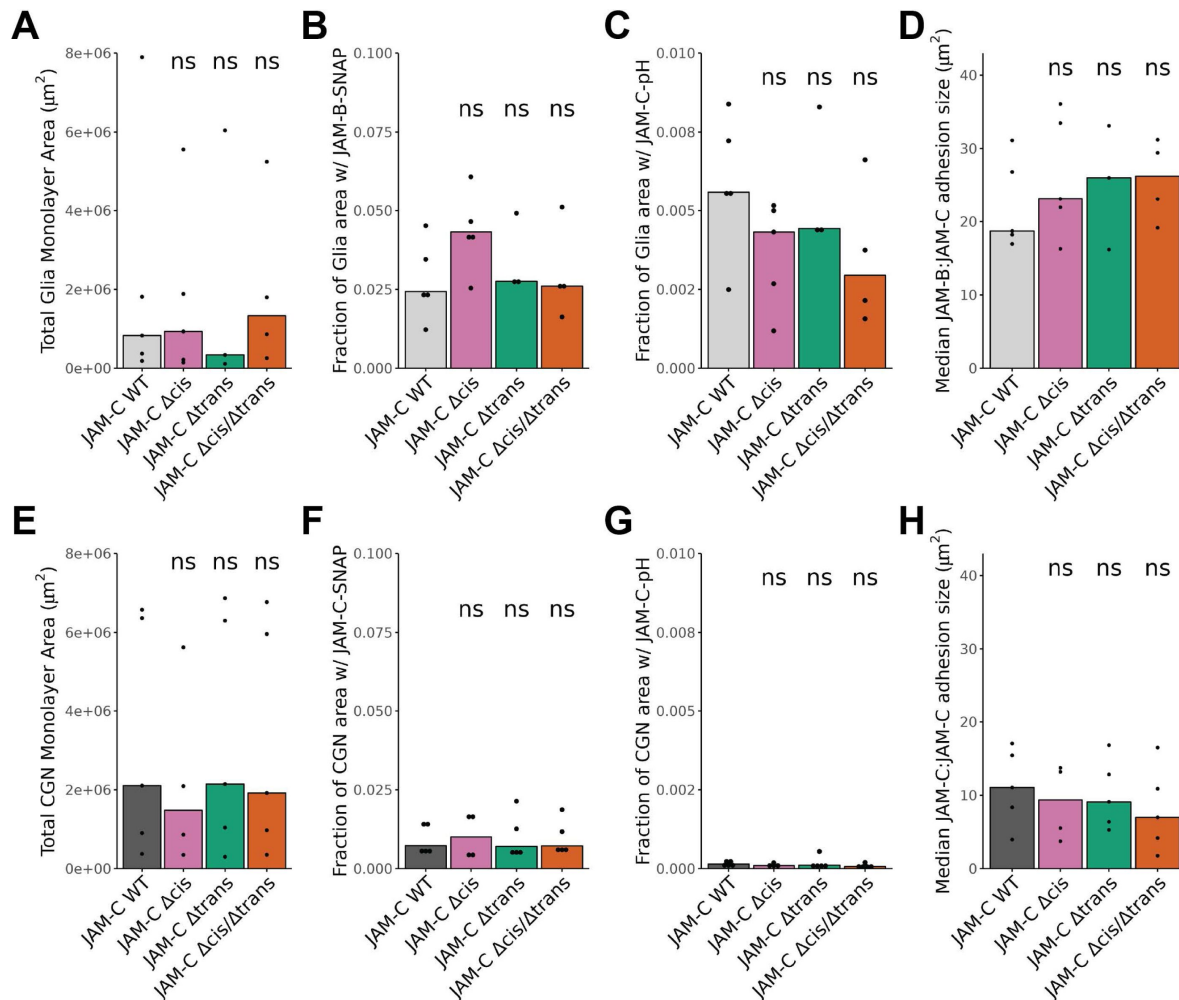 A
Total Glia Monolayer Area (μm²)
8e+06
6e+06
4e+06
2e+06
0e+00
ns ns ns
JAM-C WT
JAM-C Δcis
JAM-C Δtrans
JAM-C Δcis/Δtrans
B
Fraction of Glia area w/ JAM-B-SNAP
0.100
0.075
0.050
0.025
0.000
ns ns ns
JAM-C WT
JAM-C Δcis
JAM-C Δtrans
JAM-C Δcis/Δtrans
C
Fraction of Glia area w/ JAM-C-pH
0.010
0.008
0.005
0.002
0.000
ns ns ns
JAM-C WT
JAM-C Δcis
JAM-C Δtrans
JAM-C Δcis/Δtrans
D
Median JAM-B:JAM-C adhesion size (μm²)
40
30
20
10
0
ns ns ns
JAM-C WT
JAM-C Δcis
JAM-C Δtrans
JAM-C Δcis/Δtrans
E
Total CGN Monolayer Area (μm²)
8e+06
6e+06
4e+06
2e+06
0e+00
ns ns ns
JAM-C WT
JAM-C Δcis
JAM-C Δtrans
JAM-C Δcis/Δtrans
F
Fraction of CGN area w/ JAM-C-SNAP
0.100
0.075
0.050
0.025
0.000
ns ns ns
JAM-C WT
JAM-C Δcis
JAM-C Δtrans
JAM-C Δcis/Δtrans
G
Fraction of CGN area w/ JAM-C-pH
0.010
0.008
0.005
0.002
0.000
ns ns ns
JAM-C WT
JAM-C Δcis
JAM-C Δtrans
JAM-C Δcis/Δtrans
H
Median JAM-C:JAM-C adhesion size (μm²)
40
30
20
10
0
ns ns ns
JAM-C WT
JAM-C Δcis
JAM-C Δtrans
JAM-C Δcis/Δtrans